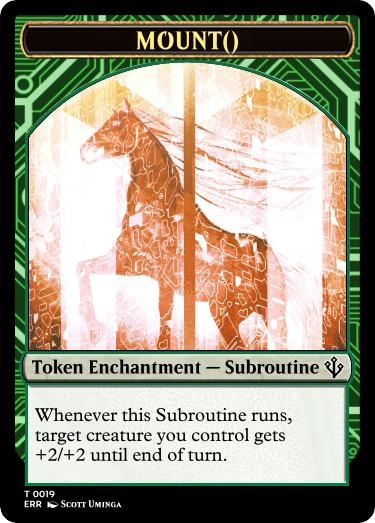 MOUNT()
Token Enchantment — Subroutine
Whenever this Subroutine runs,
target creature you control gets
+2/+2 until end of turn.
T 0019
ERR Scott Uminga